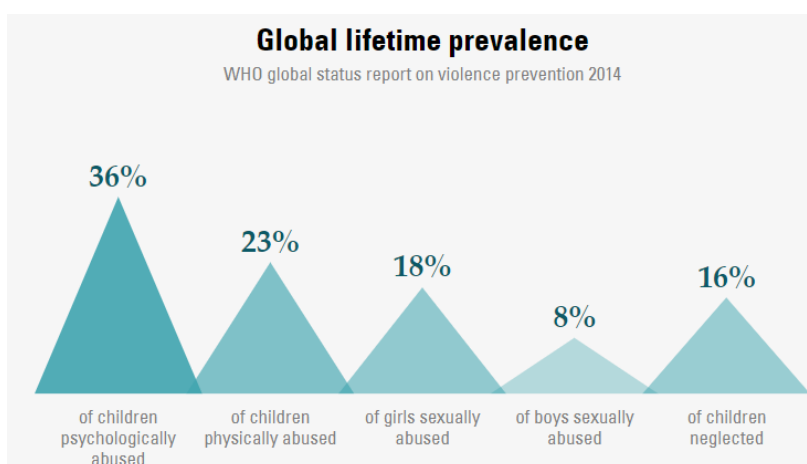 Global lifetime prevalence
WHO global status report on violence prevention 2014
36%
23%
18%
8%
16%
of children
psychologically
abused
of children
physically abused
of girls sexually
abused
of boys sexually
abused
of children
neglected